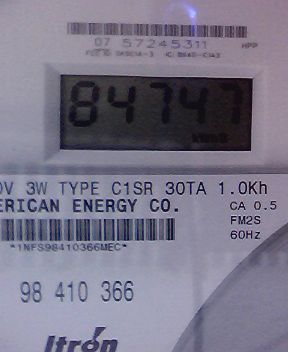 07 57245311 HPP
84747
0V 3W TYPE C1SR 30TA 1.0Kh
ERICAN ENERGY CO. CA 0.5
FM2S
*1NFS98410366MEC* 60Hz
98 410 366
Itron